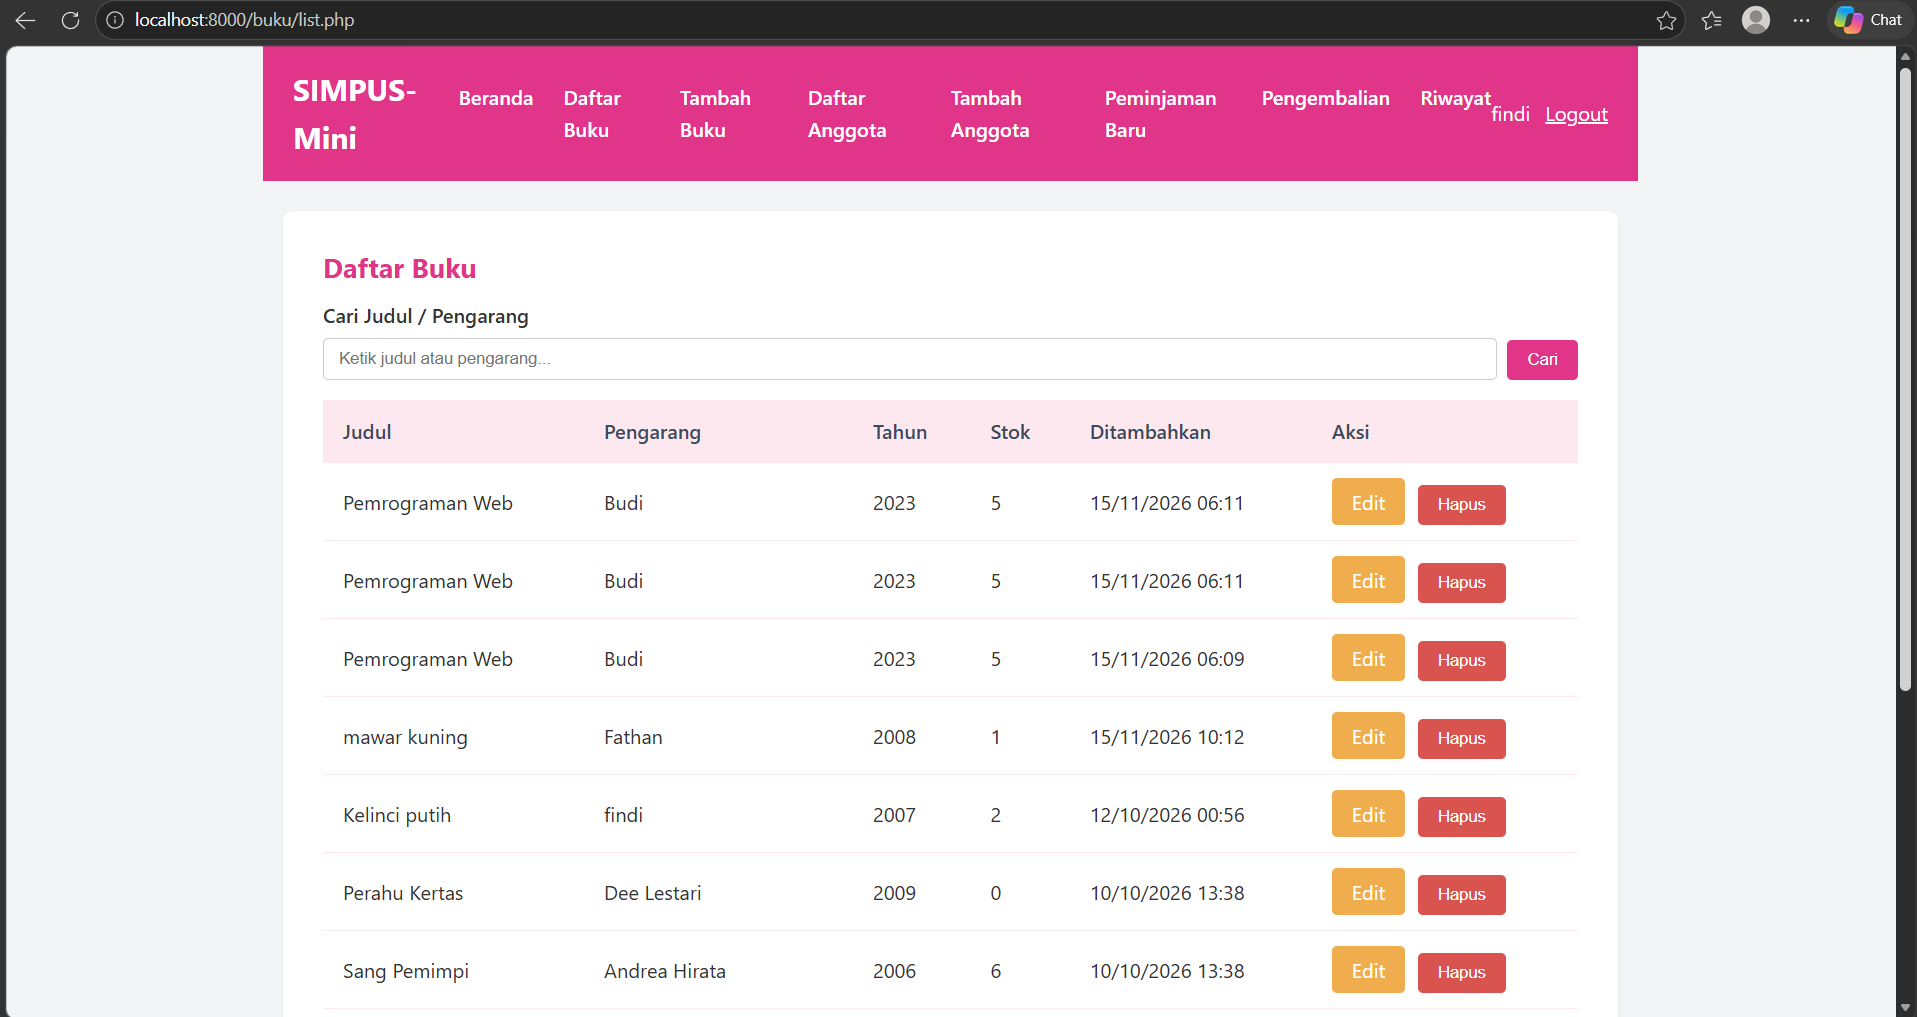 localhost:8000/buku/list.php
Chat
SIMPUS-Mini
Beranda
Daftar Buku
Tambah Buku
Daftar Anggota
Tambah Anggota
Peminjaman Baru
Pengembalian
Riwayat
findi
Logout
Daftar Buku
Cari Judul / Pengarang
Ketik judul atau pengarang...
Cari
Judul Pengarang Tahun Stok Ditambahkan Aksi
Pemrograman Web Budi 2023 5 15/11/2026 06:11 Edit Hapus
Pemrograman Web Budi 2023 5 15/11/2026 06:11 Edit Hapus
Pemrograman Web Budi 2023 5 15/11/2026 06:09 Edit Hapus
mawar kuning Fathan 2008 1 15/11/2026 10:12 Edit Hapus
Kelinci putih findi 2007 2 12/10/2026 00:56 Edit Hapus
Perahu Kertas Dee Lestari 2009 0 10/10/2026 13:38 Edit Hapus
Sang Pemimpi Andrea Hirata 2006 6 10/10/2026 13:38 Edit Hapus